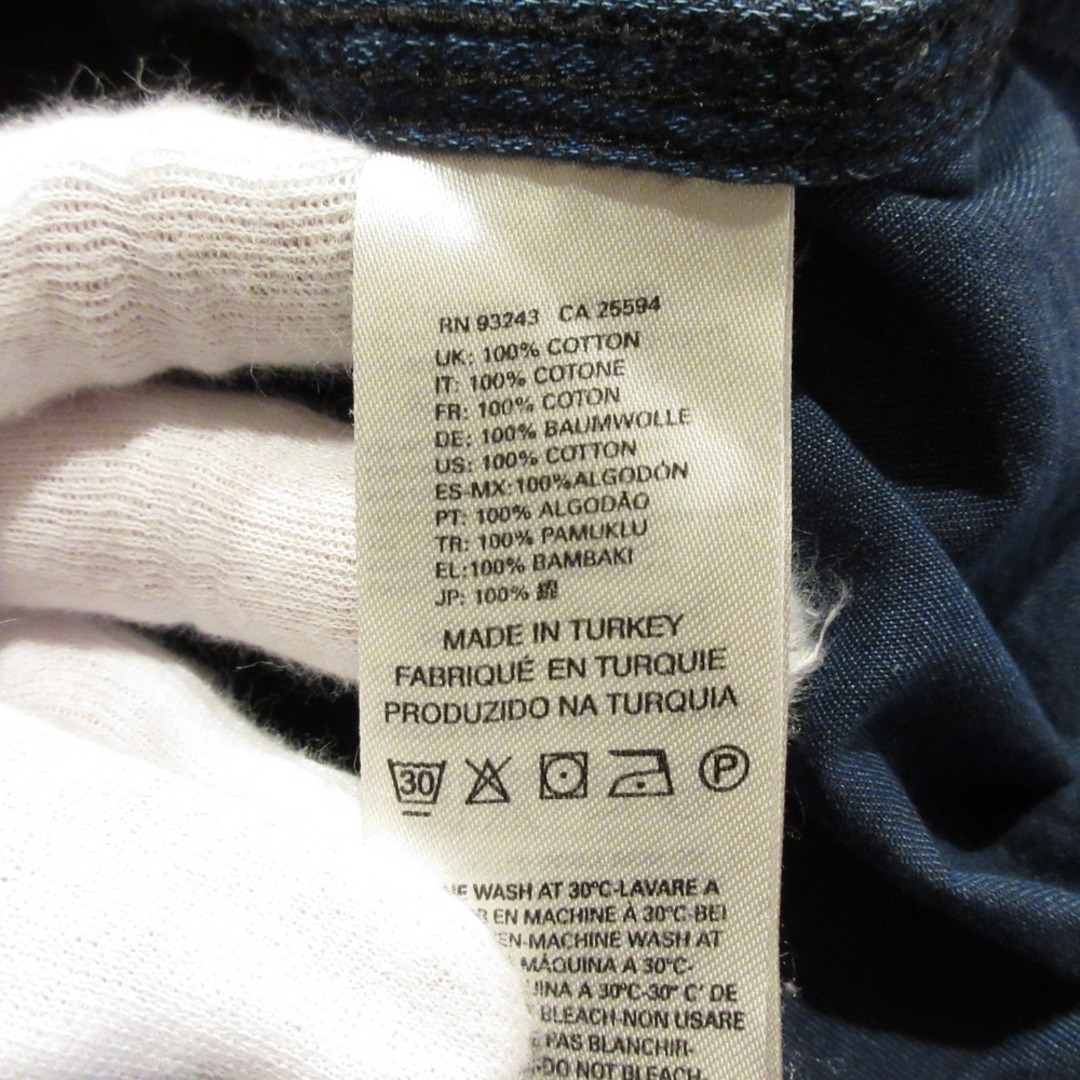 RN 93243 CA 25594
UK: 100% COTTON
IT: 100% COTONE
FR: 100% COTON
DE: 100% BAUMWOLLE
US: 100% COTTON
ES-MX: 100% ALGODÓN
PT: 100% ALGODÃO
TR: 100% PAMUKLU
EL: 100% BAMBAKI
JP: 100% 綿
MADE IN TURKEY
FABRIQUÉ EN TURQUIE
PRODUZIDO NA TURQUIA
30 P
WASH AT 30°C-LAVARE A
EN MACHINE À 30°C-BEI
EN-MACHINE WASH AT
MÁQUINA A 30°C-
A 30°C-30° C' DE
BLEACH-NON USARE
PAS BLANCHIR-
-DO NOT BLEACH.